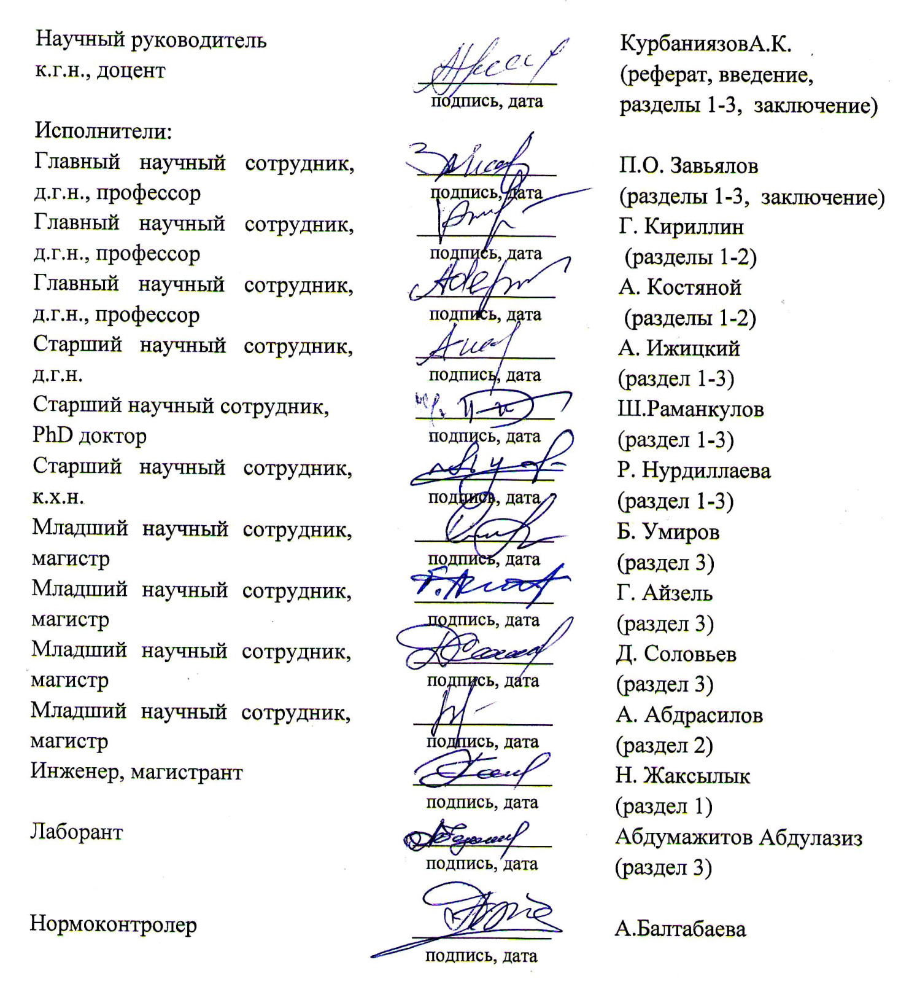 Научный руководитель
к.г.н., доцент
подпись, дата
КурбаниязовА.К.
(реферат, введение,
разделы 1-3, заключение)
Исполнители:
Главный научный сотрудник,
д.г.н., профессор
подпись, дата
П.О. Завьялов
(разделы 1-3, заключение)
Главный научный сотрудник,
д.г.н., профессор
подпись, дата
Г. Кириллин
(разделы 1-2)
Главный научный сотрудник,
д.г.н., профессор
подпись, дата
А. Костяной
(разделы 1-2)
Старший научный сотрудник,
д.г.н.
подпись, дата
А. Ижицкий
(раздел 1-3)
Старший научный сотрудник,
PhD доктор
подпись, дата
Ш.Раманкулов
(раздел 1-3)
Старший научный сотрудник,
к.х.н.
подпись, дата
Р. Нурдиллаева
(раздел 1-3)
Младший научный сотрудник,
магистр
подпись, дата
Б. Умиров
(раздел 3)
Младший научный сотрудник,
магистр
подпись, дата
Г. Айзель
(раздел 3)
Младший научный сотрудник,
магистр
подпись, дата
Д. Соловьев
(раздел 3)
Младший научный сотрудник,
магистр
подпись, дата
А. Абдрасилов
(раздел 2)
Инженер, магистрант
подпись, дата
Н. Жаксылык
(раздел 1)
Лаборант
подпись, дата
Абдумажитов Абдулазиз
(раздел 3)
Нормоконтролер
подпись, дата
А.Балтабаева